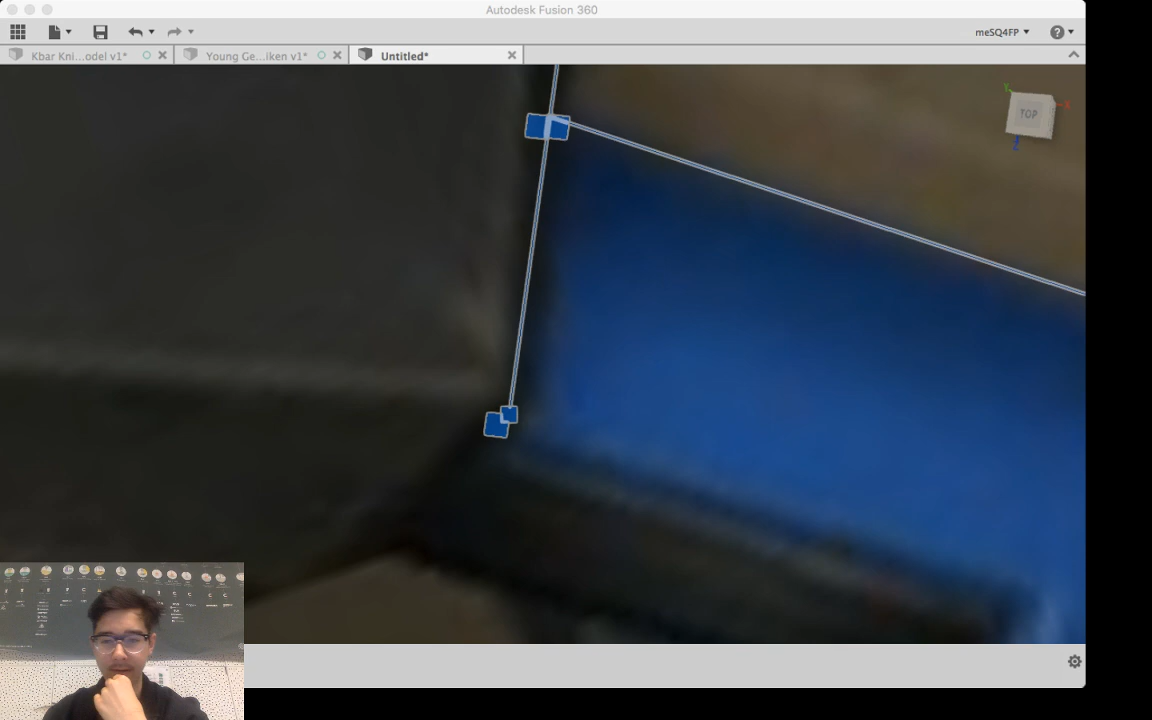 Autodesk Fusion 360
meSQ4FP
Kbar Kni...odel v1*
Young Ge...iken v1*
Untitled*
Y
X
TOP
Z